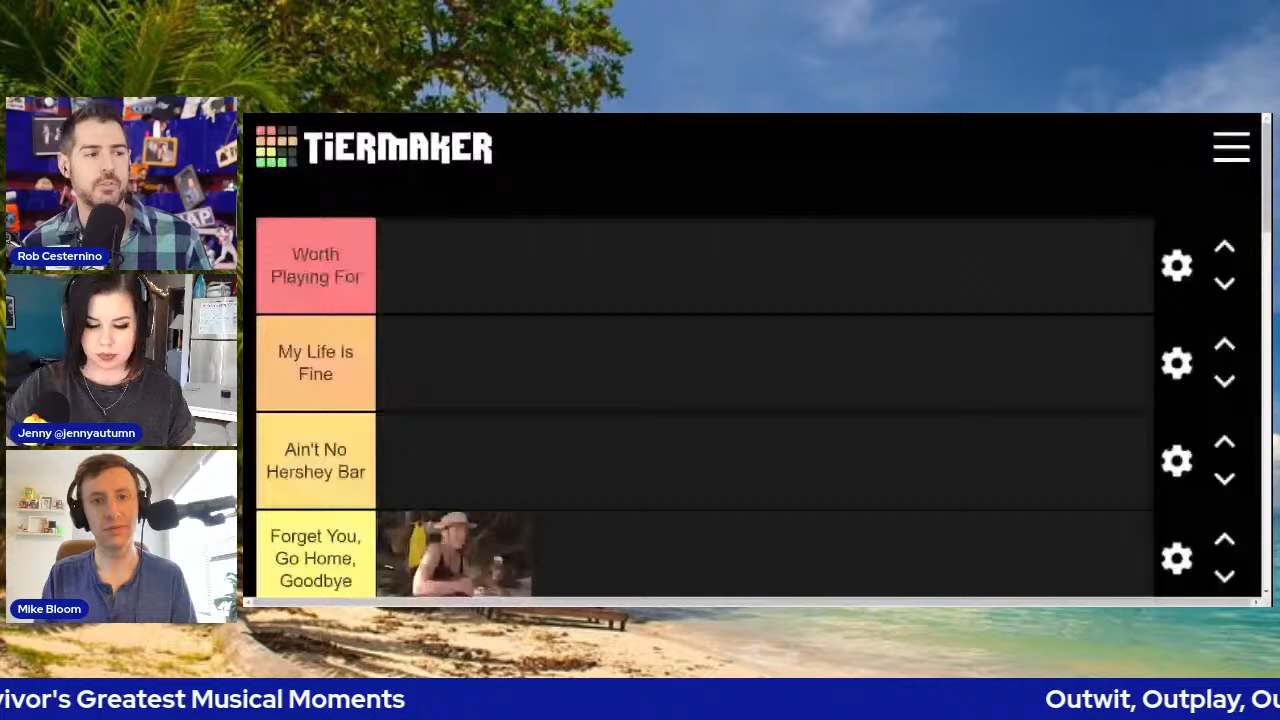 TiERMAKER
Worth
Playing For
My Life Is
Fine
Ain't No
Hershey Bar
Forget You,
Go Home,
Goodbye
Rob Cesternino
Jenny @jennyautumn
Mike Bloom
vivor's Greatest Musical Moments
Outwit, Outplay, Ou